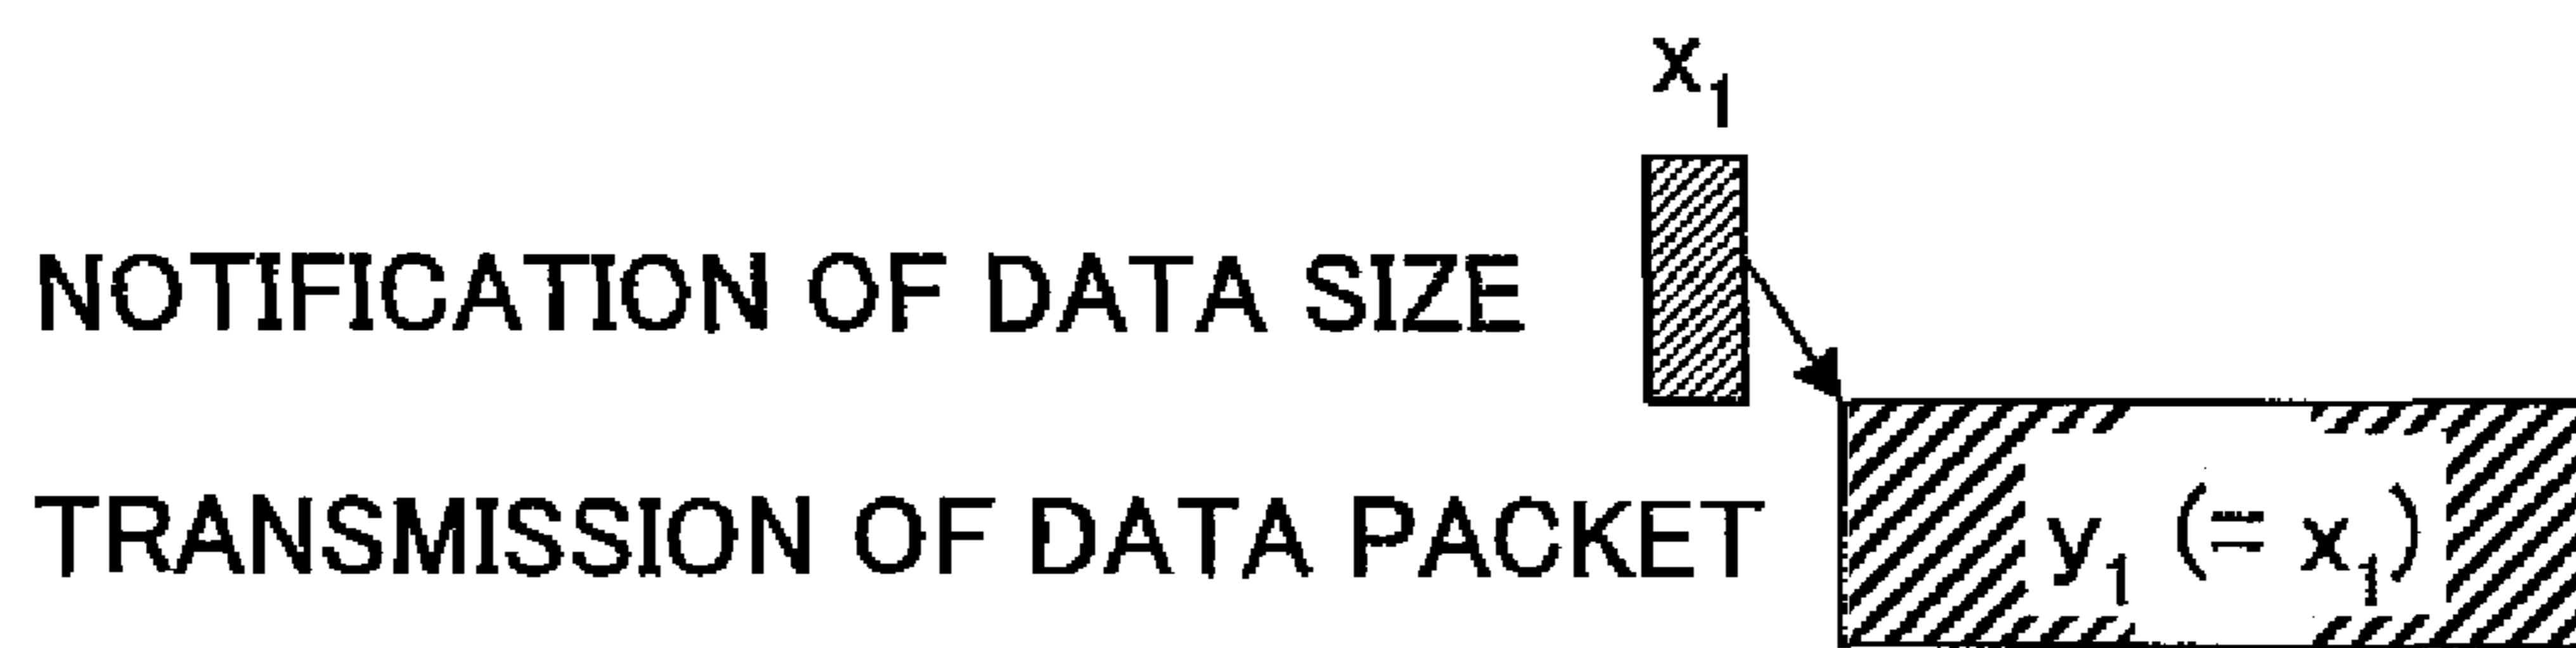 x₁
NOTIFICATION OF DATA SIZE
TRANSMISSION OF DATA PACKET
y₁ (= x₁)